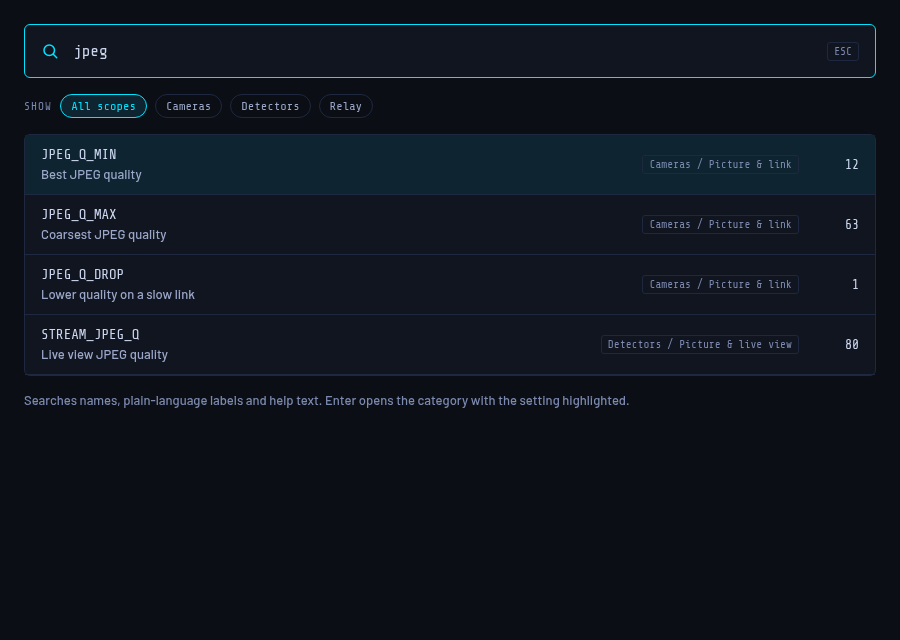 jpeg ESC
SHOW All scopes Cameras Detectors Relay
JPEG_Q_MIN
Best JPEG quality
Cameras / Picture & link 12
JPEG_Q_MAX
Coarsest JPEG quality
Cameras / Picture & link 63
JPEG_Q_DROP
Lower quality on a slow link
Cameras / Picture & link 1
STREAM_JPEG_Q
Live view JPEG quality
Detectors / Picture & live view 80
Searches names, plain-language labels and help text. Enter opens the category with the setting highlighted.